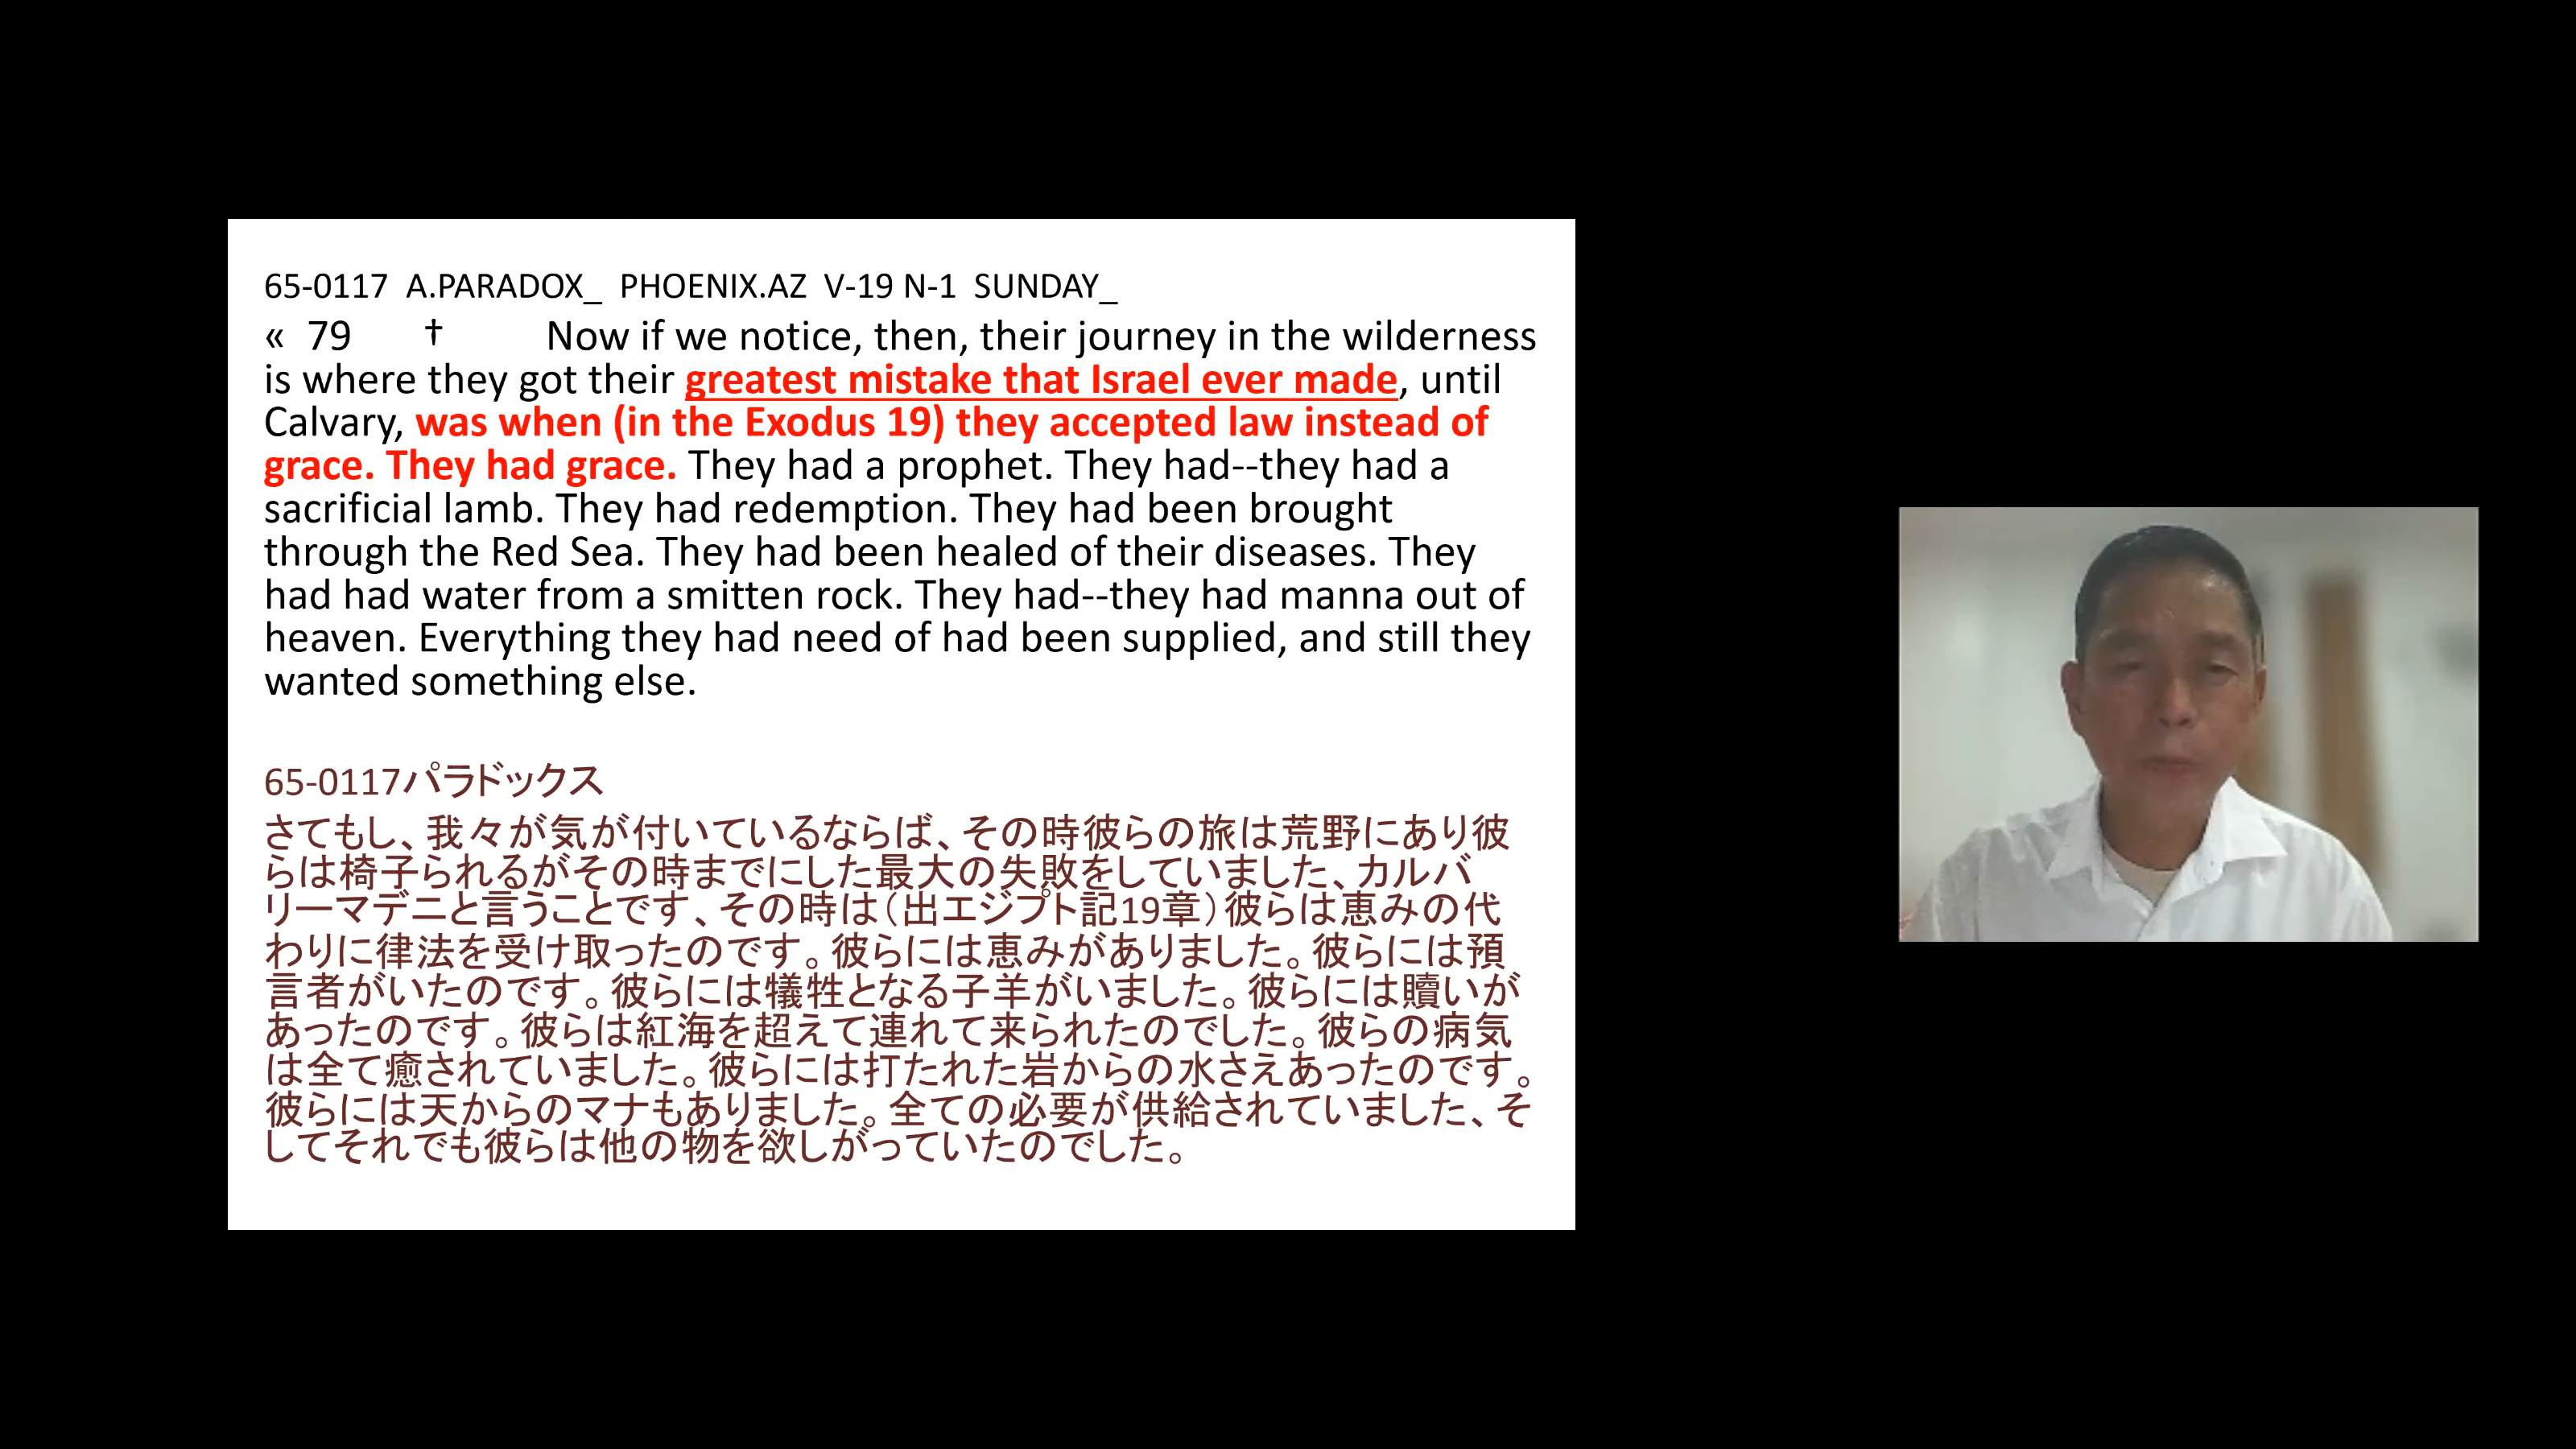 65-0117  A.PARADOX_  PHOENIX.AZ  V-19 N-1  SUNDAY_
«  79  †  Now if we notice, then, their journey in the wilderness
is where they got their greatest mistake that Israel ever made, until
Calvary, was when (in the Exodus 19) they accepted law instead of
grace. They had grace. They had a prophet. They had--they had a
sacrificial lamb. They had redemption. They had been brought
through the Red Sea. They had been healed of their diseases. They
had had water from a smitten rock. They had--they had manna out of
heaven. Everything they had need of had been supplied, and still they
wanted something else.
65-0117パラドックス
さてもし、我々が気が付いているならば、その時彼らの旅は荒野にあり彼
らは椅子られるがその時までにした最大の失敗をしていました、カルバ
リーマデニと言うことです、その時は（出エジプト記19章）彼らは恵みの代
わりに律法を受け取ったのです。彼らには恵みがありました。彼らには預
言者がいたのです。彼らには犠牲となる子羊がいました。彼らには贖いが
あったのです。彼らは紅海を超えて連れて来られたのでした。彼らの病気
は全て癒されていました。彼らには打たれた岩からの水さえあったのです。
彼らには天からのマナもありました。全ての必要が供給されていました、そ
してそれでも彼らは他の物を欲しがっていたのでした。